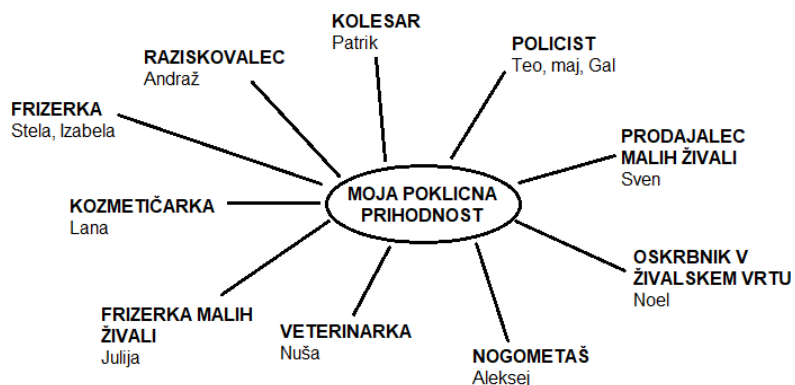 KOLESAR
Patrik
POLICIST
Teo, maj, Gal
RAZISKOVALEC
Andraž
FRIZERKA
Stela, Izabela
PRODAJALEC
MALIH ŽIVALI
Sven
MOJA POKLICNA
PRIHODNOST
KOZMETIČARKA
Lana
OSKRBNIK V
ŽIVALSKEM VRTU
Noel
FRIZERKA MALIH
ŽIVALI
Julija
VETERINARKA
Nuša
NOGOMETAŠ
Aleksej